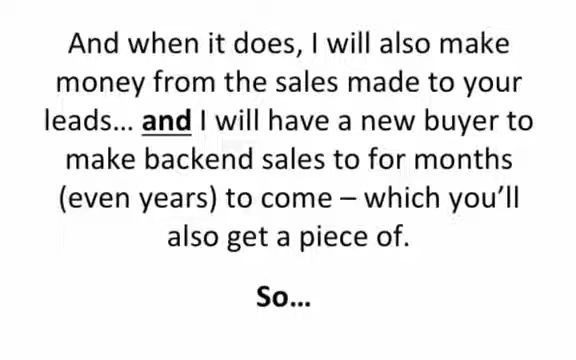 And when it does, I will also make
money from the sales made to your
leads... and I will have a new buyer to
make backend sales to for months
(even years) to come – which you'll
also get a piece of.
So...